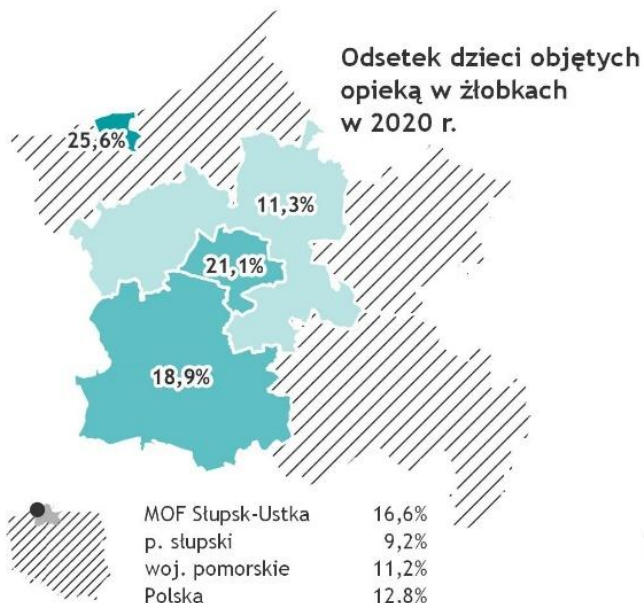 Odsetek dzieci objętych
opieką w żłobkach
w 2020 r.
25,6%
11,3%
21,1%
18,9%
MOF Słupsk-Ustka 16,6%
p. słupski 9,2%
woj. pomorskie 11,2%
Polska 12,8%